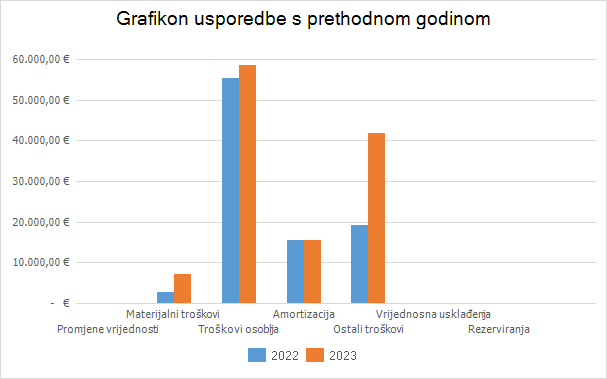 Grafikon usporedbe s prethodnom godinom
60.000,00 €
50.000,00 €
40.000,00 €
30.000,00 €
20.000,00 €
10.000,00 €
- €
Materijalni troškovi Amortizacija Vrijednosna usklađenja
Promjene vrijednosti Troškovi osoblja Ostali troškovi Rezerviranja
2022 2023